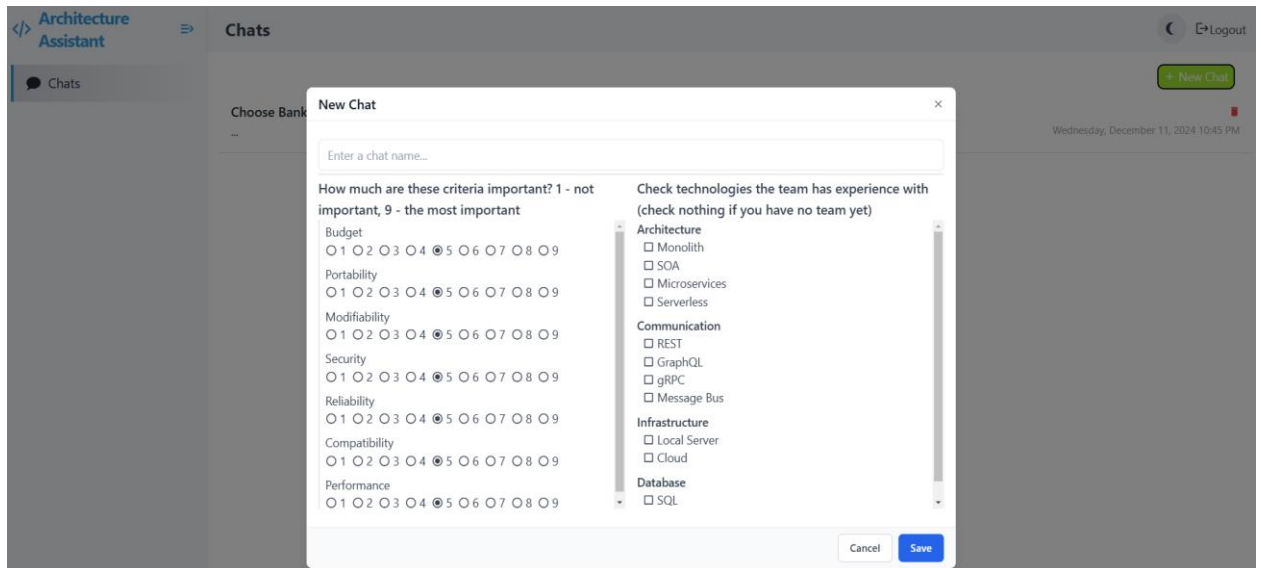 Architecture
Assistant
Chats
Logout
Chats
+ New Chat
Choose Bank
...
Wednesday, December 11, 2024 10:45 PM
New Chat
×
Enter a chat name...
How much are these criteria important? 1 - not
important, 9 - the most important
Budget
1 2 3 4 5 6 7 8 9
Portability
1 2 3 4 5 6 7 8 9
Modifiability
1 2 3 4 5 6 7 8 9
Security
1 2 3 4 5 6 7 8 9
Reliability
1 2 3 4 5 6 7 8 9
Compatibility
1 2 3 4 5 6 7 8 9
Performance
1 2 3 4 5 6 7 8 9
Check technologies the team has experience with
(check nothing if you have no team yet)
Architecture
Monolith
SOA
Microservices
Serverless
Communication
REST
GraphQL
gRPC
Message Bus
Infrastructure
Local Server
Cloud
Database
SQL
Cancel
Save